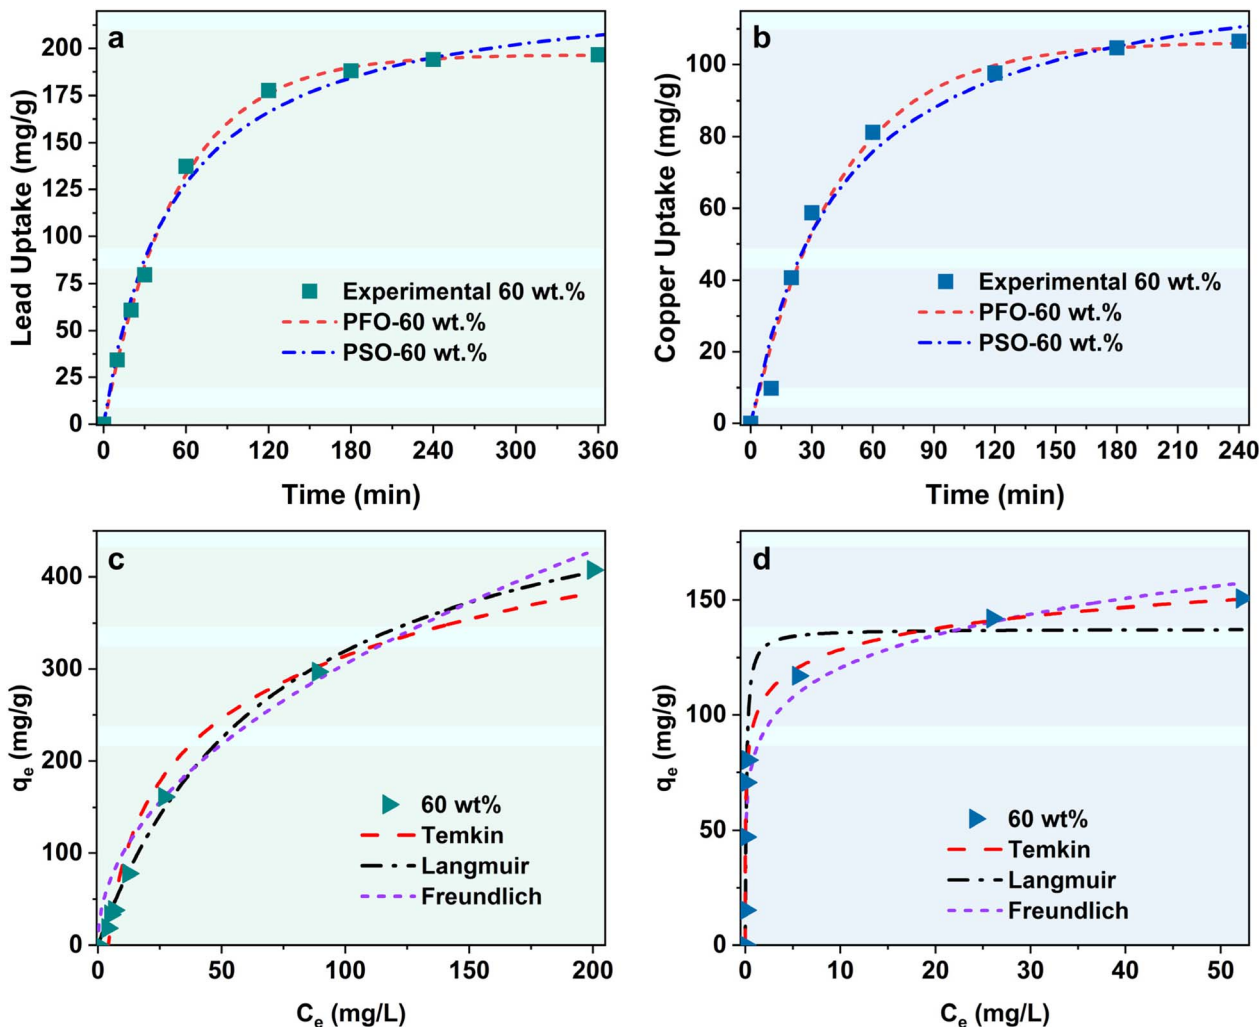 a
Lead Uptake (mg/g)
200
175
150
125
100
75
50
25
0
Experimental 60 wt.%
PFO-60 wt.%
PSO-60 wt.%
0 60 120 180 240 300 360
Time (min)
b
Copper Uptake (mg/g)
100
80
60
40
20
0
Experimental 60 wt.%
PFO-60 wt.%
PSO-60 wt.%
0 30 60 90 120 150 180 210 240
Time (min)
c
qe (mg/g)
400
300
200
100
0
60 wt%
Temkin
Langmuir
Freundlich
0 50 100 150 200
Ce (mg/L)
d
qe (mg/g)
150
100
50
0
60 wt%
Temkin
Langmuir
Freundlich
0 10 20 30 40 50
Ce (mg/L)